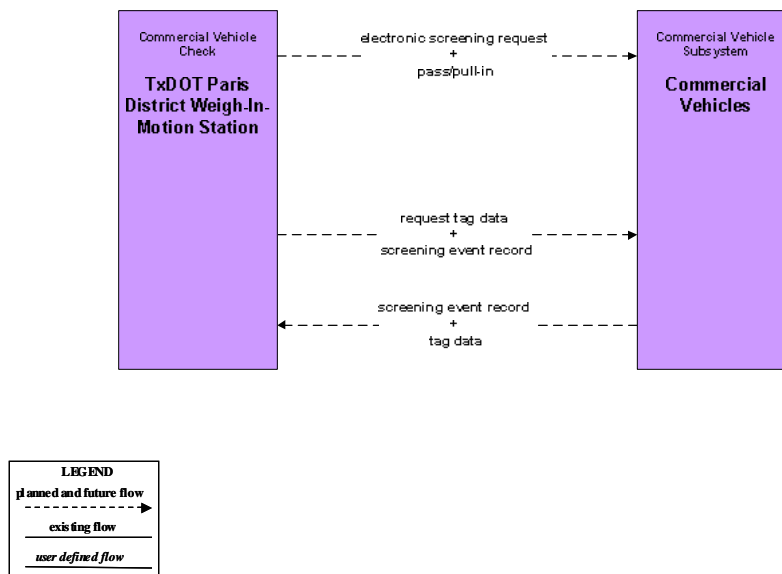 Commercial Vehicle
Check
TxDOT Paris
District Weigh-In-
Motion Station
electronic screening request
+
pass/pull-in
Commercial Vehicle
Subsystem
Commercial
Vehicles
request tag data
+
screening event record
screening event record
+
tag data
LEGEND
planned and future flow
existing flow
user defined flow